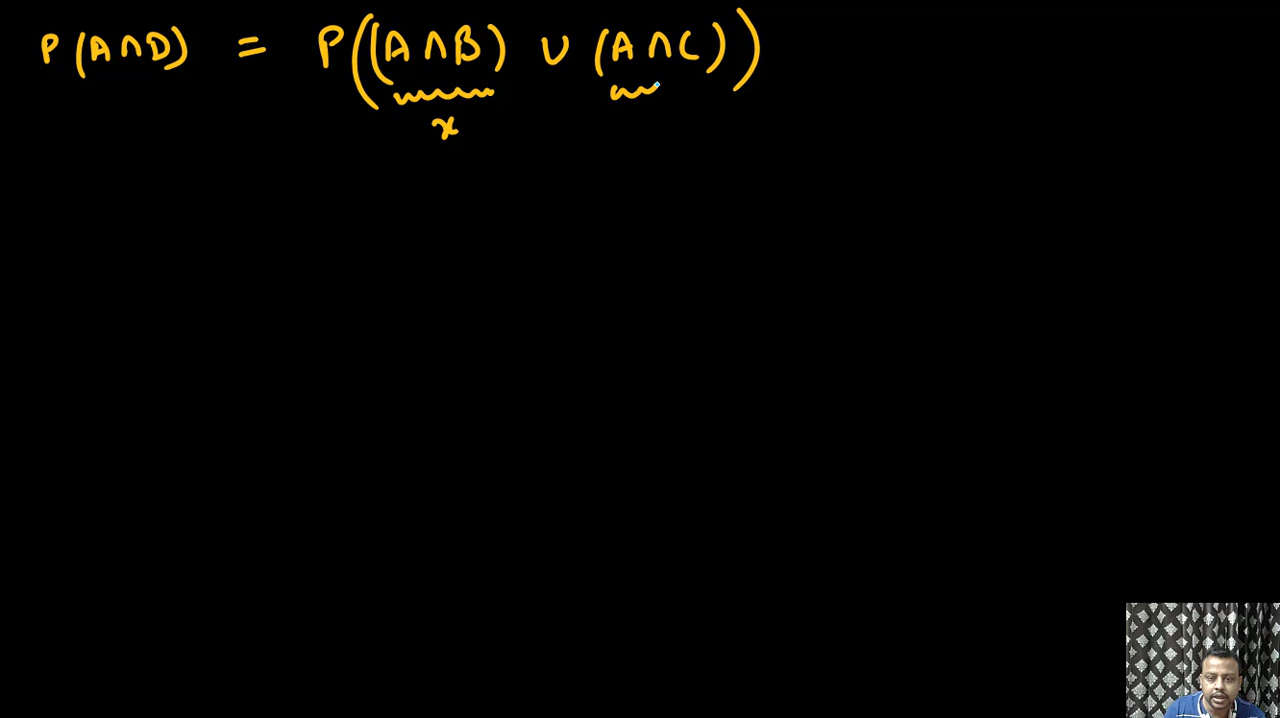 P(A∩D) = P((A∩B) ∪ (A∩C))
x